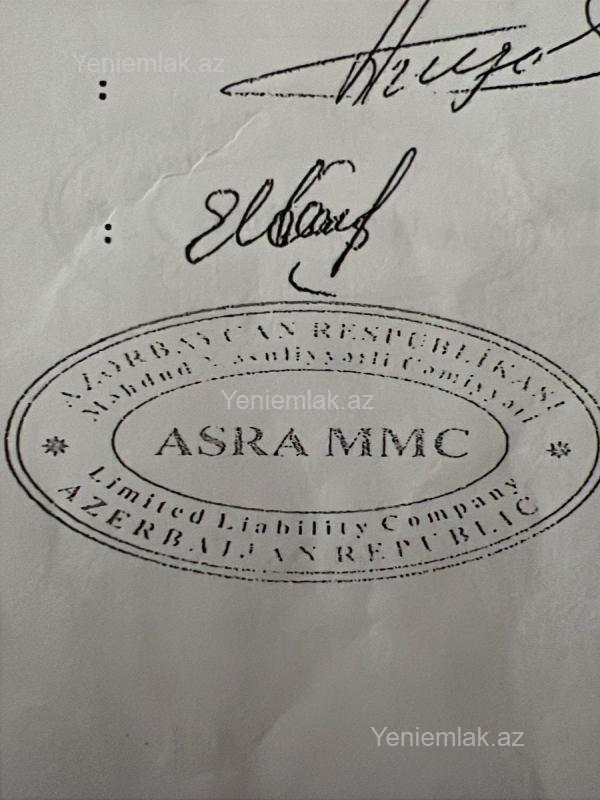 Yeniemlak.az
:
:
AZƏRBAYCAN RESPUBLİKASI
Məhdud Məsuliyyətli Cəmiyyəti
Yeniemlak.az
ASRA MMC
Limited Liability Company
AZERBAIJAN REPUBLIC
Yeniemlak.az